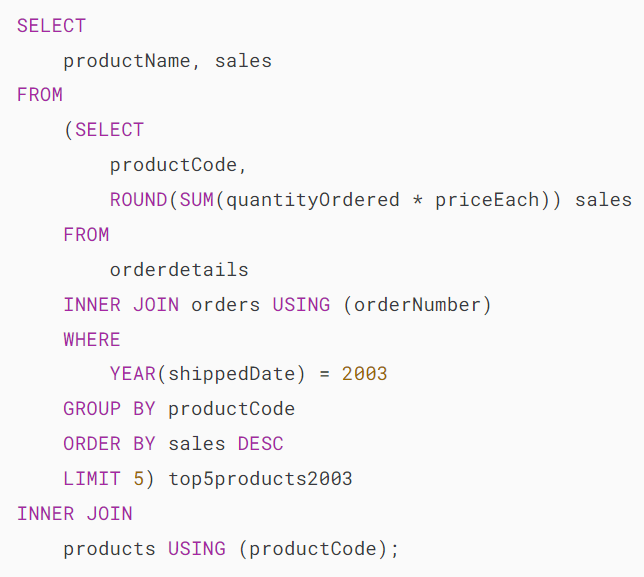 SELECT
    productName, sales
FROM
    (SELECT
        productCode,
        ROUND(SUM(quantityOrdered * priceEach)) sales
    FROM
        orderdetails
    INNER JOIN orders USING (orderNumber)
    WHERE
        YEAR(shippedDate) = 2003
    GROUP BY productCode
    ORDER BY sales DESC
    LIMIT 5) top5products2003
INNER JOIN
    products USING (productCode);